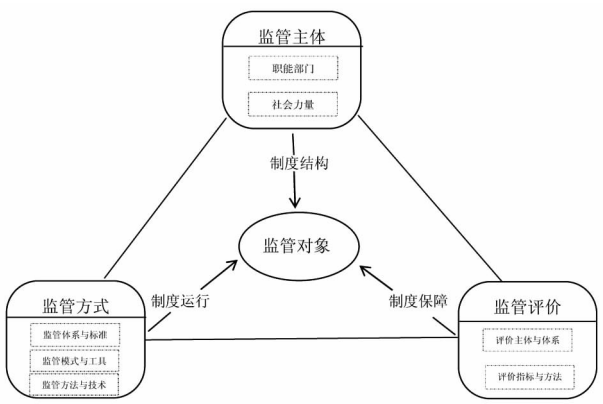 监管主体
职能部门
社会力量
制度结构
监管对象
制度运行
制度保障
监管方式
监管体系与标准
监管模式与工具
监管方法与技术
监管评价
评价主体与体系
评价指标与方法